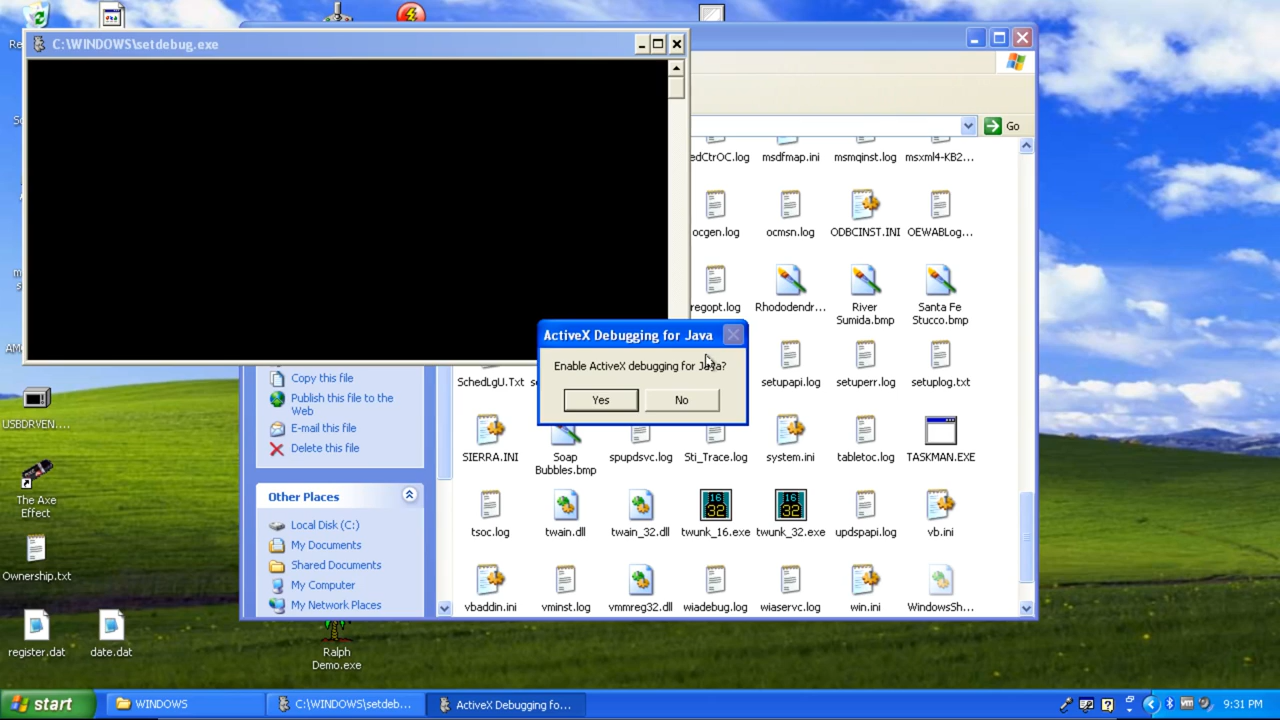 C:\WINDOWS\setdebug.exe
Go
edCtrOC.log
msdfmap.ini
msmqinst.log
msxml4-KB2...
ocgen.log
ocmsn.log
ODBCINST.INI
OEWABLog...
regopt.log
Rhododendr...
River
Sumida.bmp
Santa Fe
Stucco.bmp
ActiveX Debugging for Java
Enable ActiveX debugging for Java?
Yes
No
Copy this file
Publish this file to the
Web
E-mail this file
Delete this file
SchedLgU.Txt
setupapi.log
setuperr.log
setuplog.txt
SIERRA.INI
Soap
Bubbles.bmp
spupdsvc.log
Sti_Trace.log
system.ini
tabletoc.log
TASKMAN.EXE
Other Places
Local Disk (C:)
My Documents
Shared Documents
My Computer
My Network Places
tsoc.log
twain.dll
twain_32.dll
16
32
twunk_16.exe
16
32
twunk_32.exe
updspapi.log
vb.ini
vbaddin.ini
vminst.log
vmmreg32.dll
wiadebug.log
wiaservc.log
win.ini
WindowsSh...
USBDRVEN....
The Axe
Effect
Ownership.txt
register.dat
date.dat
Ralph
Demo.exe
start
WINDOWS
C:\WINDOWS\setdeb...
ActiveX Debugging fo...
9:31 PM